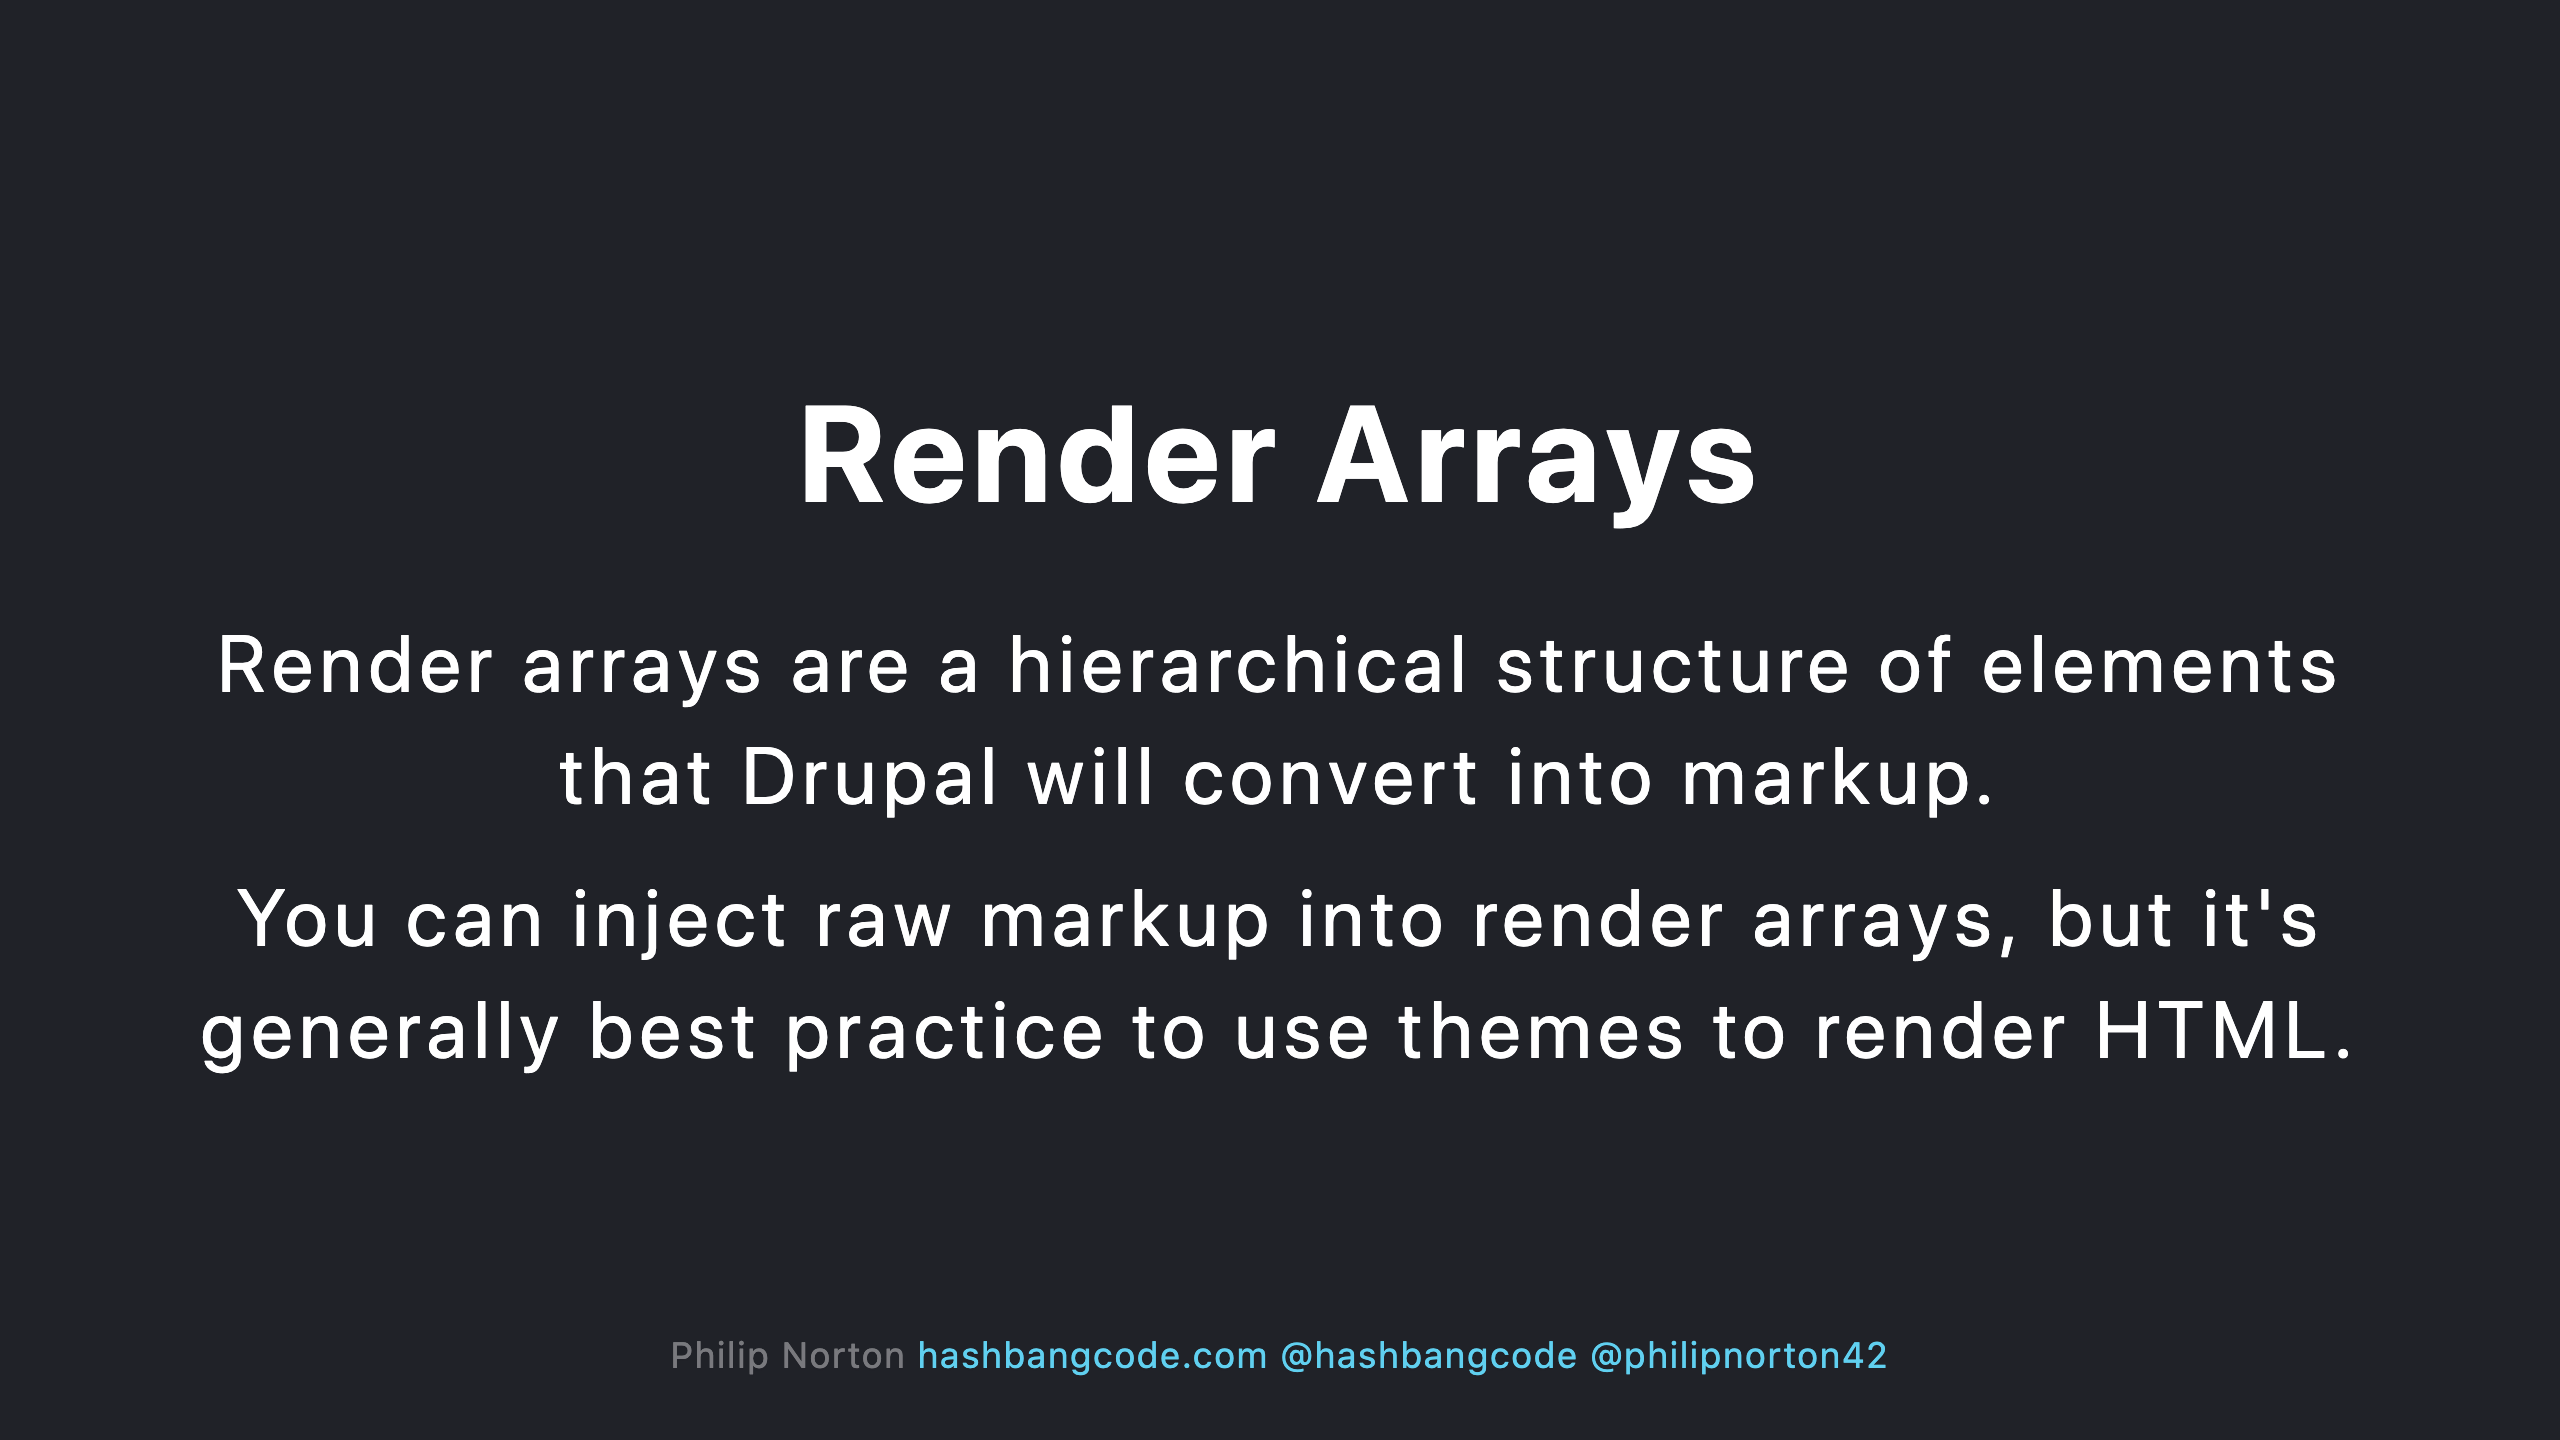 Render Arrays
Render arrays are a hierarchical structure of elements
that Drupal will convert into markup.
You can inject raw markup into render arrays, but it's
generally best practice to use themes to render HTML.
Philip Norton hashbangcode.com @hashbangcode @philipnorton42